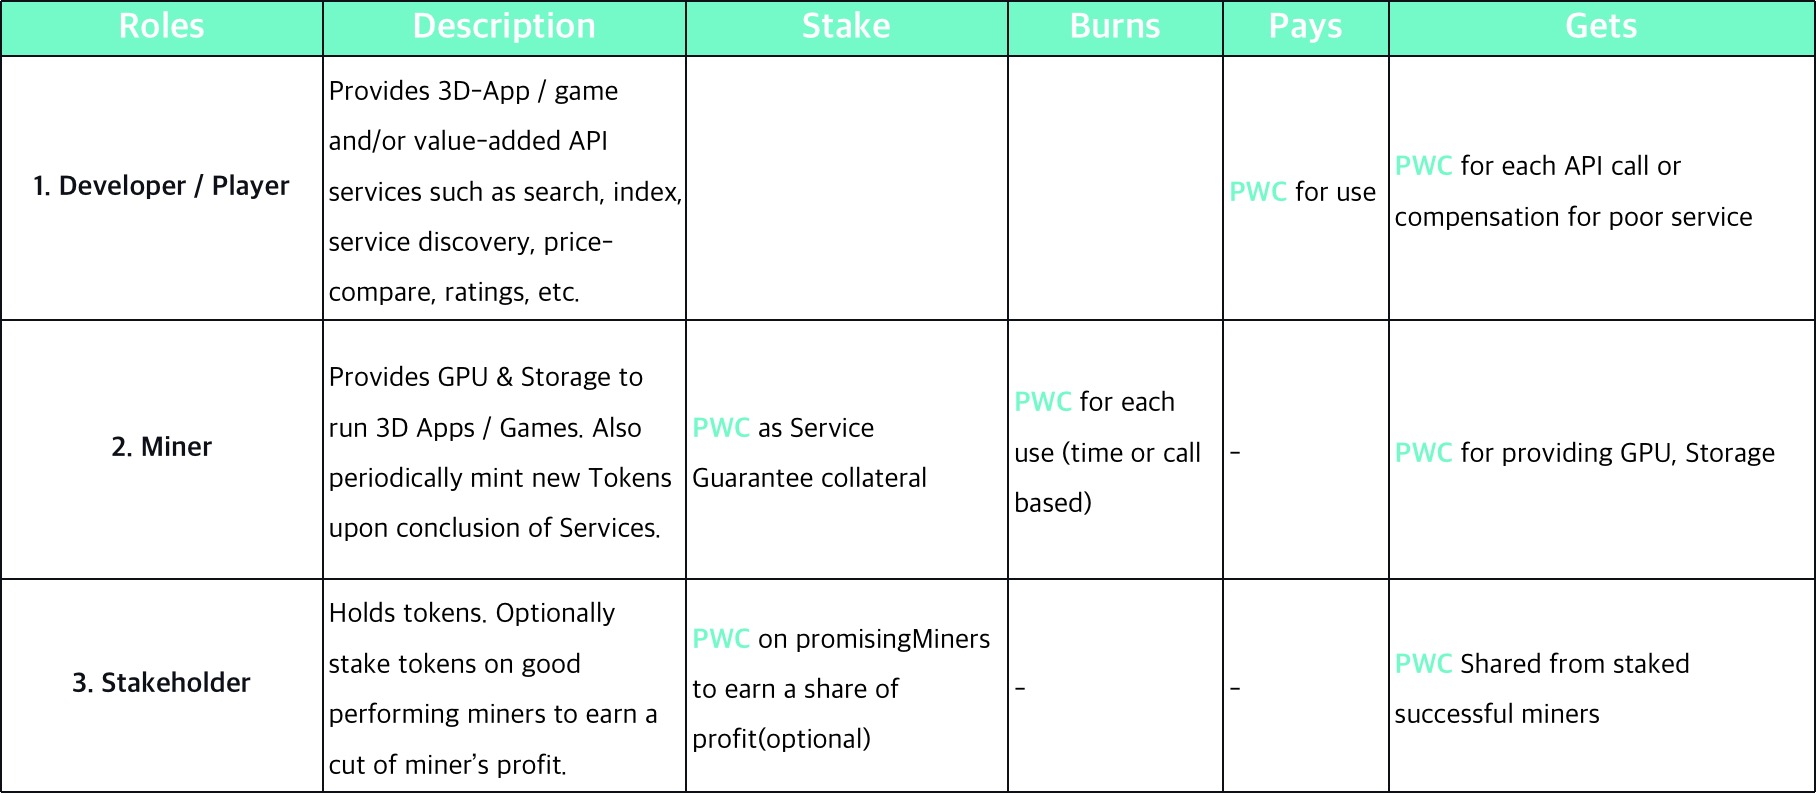 Roles Description Stake Burns Pays Gets
1. Developer / Player
Provides 3D-App / game
and/or value-added API
services such as search, index,
service discovery, price-
compare, ratings, etc.
PWC for use
PWC for each API call or
compensation for poor service
2. Miner
Provides GPU & Storage to
run 3D Apps / Games. Also
periodically mint new Tokens
upon conclusion of Services.
PWC as Service
Guarantee collateral
PWC for each
use (time or call
based)
-
PWC for providing GPU, Storage
3. Stakeholder
Holds tokens. Optionally
stake tokens on good
performing miners to earn a
cut of miner’s profit.
PWC on promisingMiners
to earn a share of
profit(optional)
-
-
PWC Shared from staked
successful miners